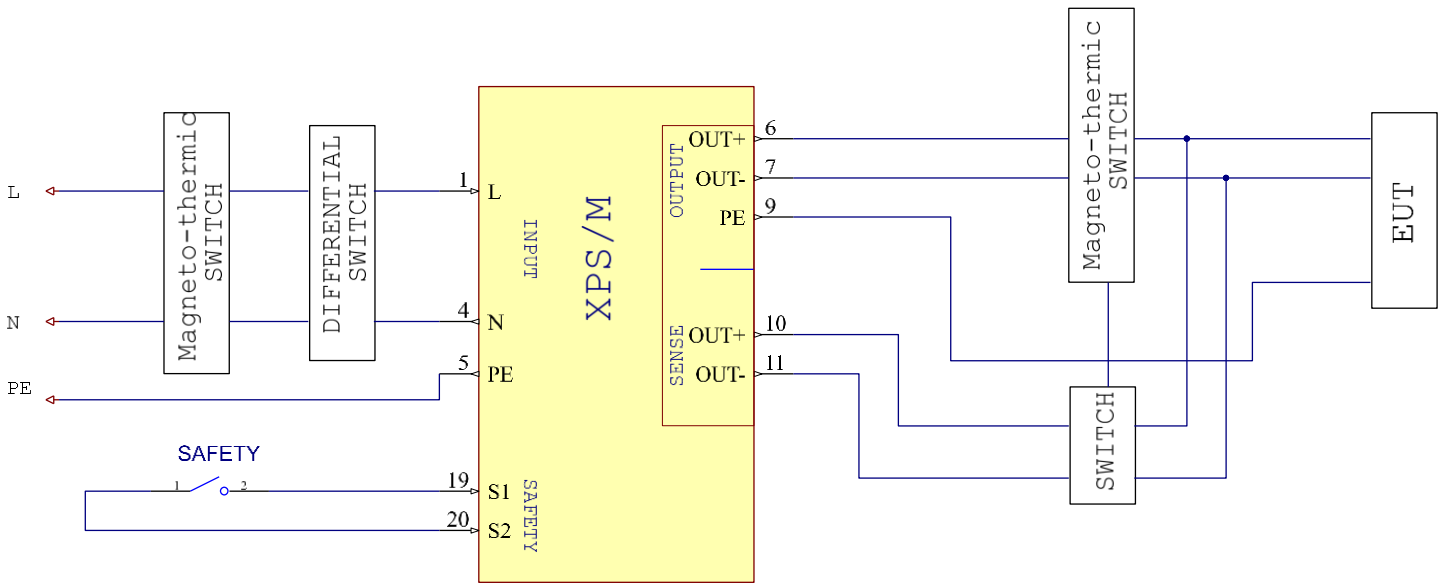 L
N
PE
Magneto-thermic
SWITCH
DIFFERENTIAL
SWITCH
1
L
4
N
5
PE
INPUT
SAFETY
1
2
19
S1
20
S2
SAFETY
XPS/M
OUTPUT
OUT+
6
OUT-
7
PE
9
SENSE
OUT+
10
OUT-
11
Magneto-thermic
SWITCH
SWITCH
EUT